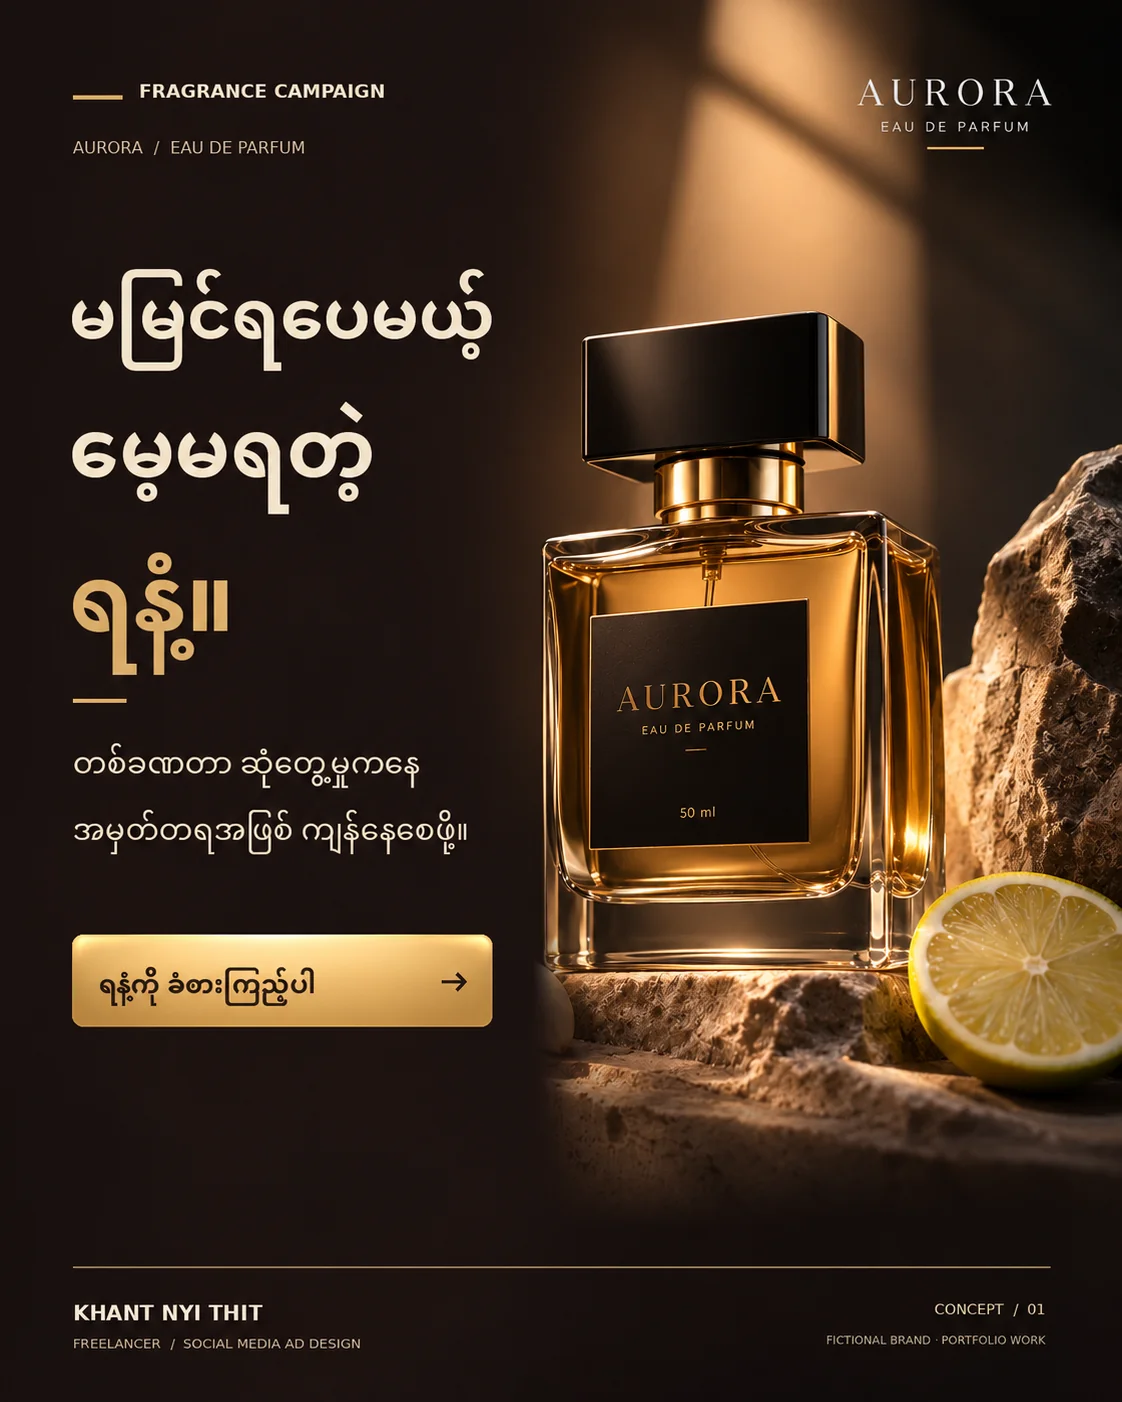 FRAGRANCE CAMPAIGN
AURORA / EAU DE PARFUM
AURORA
EAU DE PARFUM
မမြင်ရပေမယ့်
မေ့မရတဲ့
ရနံ့။
တစ်ခဏတာ ဆုံတွေ့မှုကနေ
အမှတ်တရအဖြစ် ကျန်နေစေဖို့။
ရနံ့ကို ခံစားကြည့်ပါ →
AURORA
EAU DE PARFUM
50 ml
KHANT NYI THIT
FREELANCER / SOCIAL MEDIA AD DESIGN
CONCEPT / 01
FICTIONAL BRAND · PORTFOLIO WORK